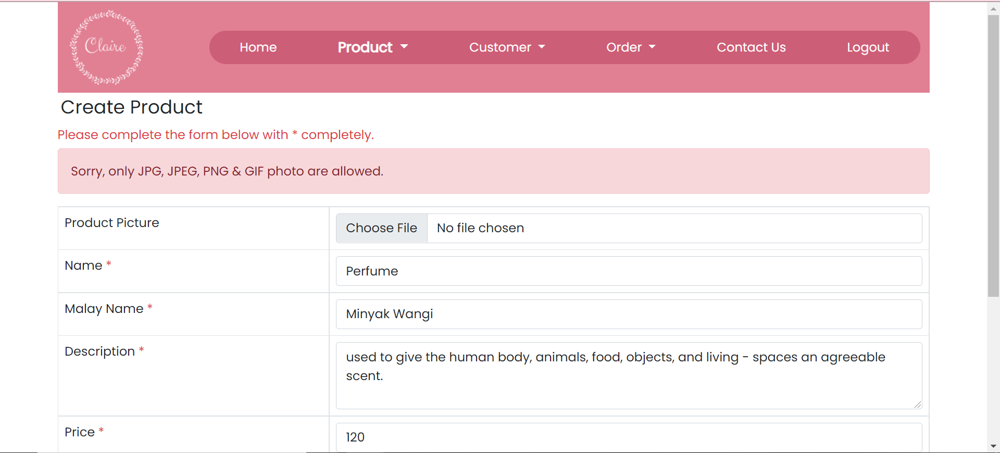 Claire
Home Product Customer Order Contact Us Logout
Create Product
Please complete the form below with * completely.
Sorry, only JPG, JPEG, PNG & GIF photo are allowed.
Product Picture
Choose File No file chosen
Name *
Perfume
Malay Name *
Minyak Wangi
Description *
used to give the human body, animals, food, objects, and living - spaces an agreeable
scent.
Price *
120